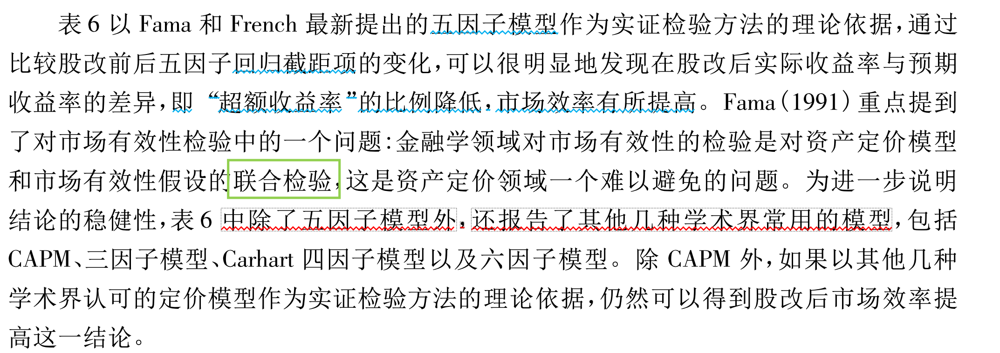 表 6 以 Fama 和 French 最新提出的五因子模型作为实证检验方法的理论依据,通过
比较股改前后五因子回归截距项的变化,可以很明显地发现在股改后实际收益率与预期
收益率的差异,即“超额收益率”的比例降低,市场效率有所提高。Fama(1991)重点提到
了对市场有效性检验中的一个问题:金融学领域对市场有效性的检验是对资产定价模型
和市场有效性假设的联合检验,这是资产定价领域一个难以避免的问题。为进一步说明
结论的稳健性,表 6 中除了五因子模型外,还报告了其他几种学术界常用的模型,包括
CAPM、三因子模型、Carhart 四因子模型以及六因子模型。除 CAPM 外,如果以其他几种
学术界认可的定价模型作为实证检验方法的理论依据,仍然可以得到股改后市场效率提
高这一结论。